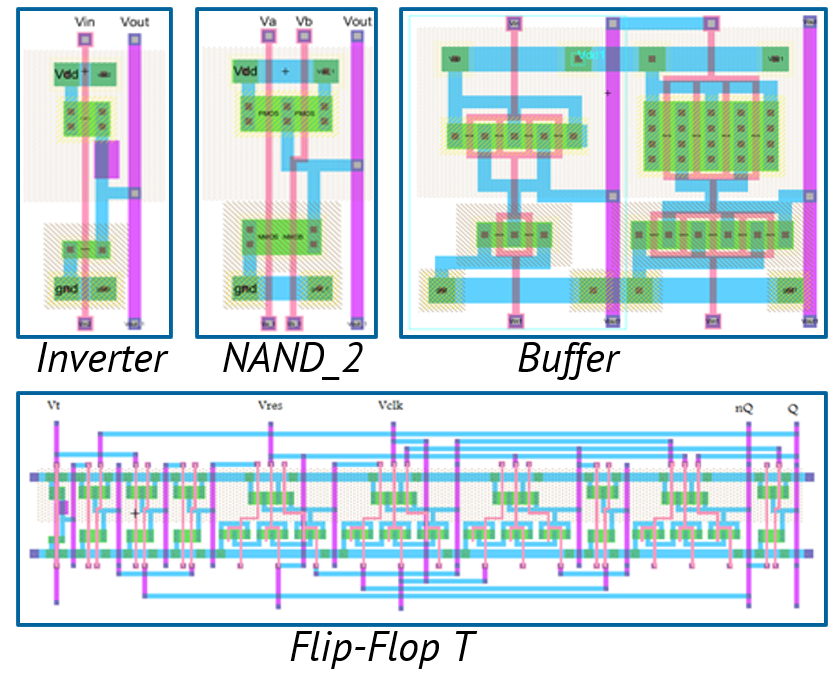 Vin Vout
Vdd
gnd
Inverter
Va Vb Vout
Vdd
PMOS PMOS
NMOS NMOS
gnd
NAND_2
Buffer
Vt Vres Vclk nQ Q
Flip-Flop T